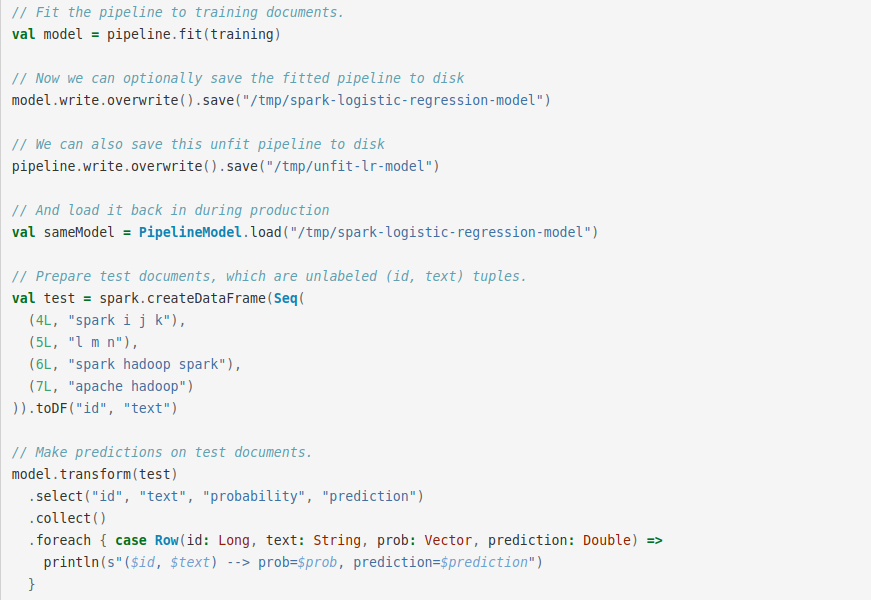 // Fit the pipeline to training documents.
val model = pipeline.fit(training)

// Now we can optionally save the fitted pipeline to disk
model.write.overwrite().save("/tmp/spark-logistic-regression-model")

// We can also save this unfit pipeline to disk
pipeline.write.overwrite().save("/tmp/unfit-lr-model")

// And load it back in during production
val sameModel = PipelineModel.load("/tmp/spark-logistic-regression-model")

// Prepare test documents, which are unlabeled (id, text) tuples.
val test = spark.createDataFrame(Seq(
  (4L, "spark i j k"),
  (5L, "l m n"),
  (6L, "spark hadoop spark"),
  (7L, "apache hadoop")
)).toDF("id", "text")

// Make predictions on test documents.
model.transform(test)
  .select("id", "text", "probability", "prediction")
  .collect()
  .foreach { case Row(id: Long, text: String, prob: Vector, prediction: Double) =>
    println(s"($id, $text) --> prob=$prob, prediction=$prediction")
  }